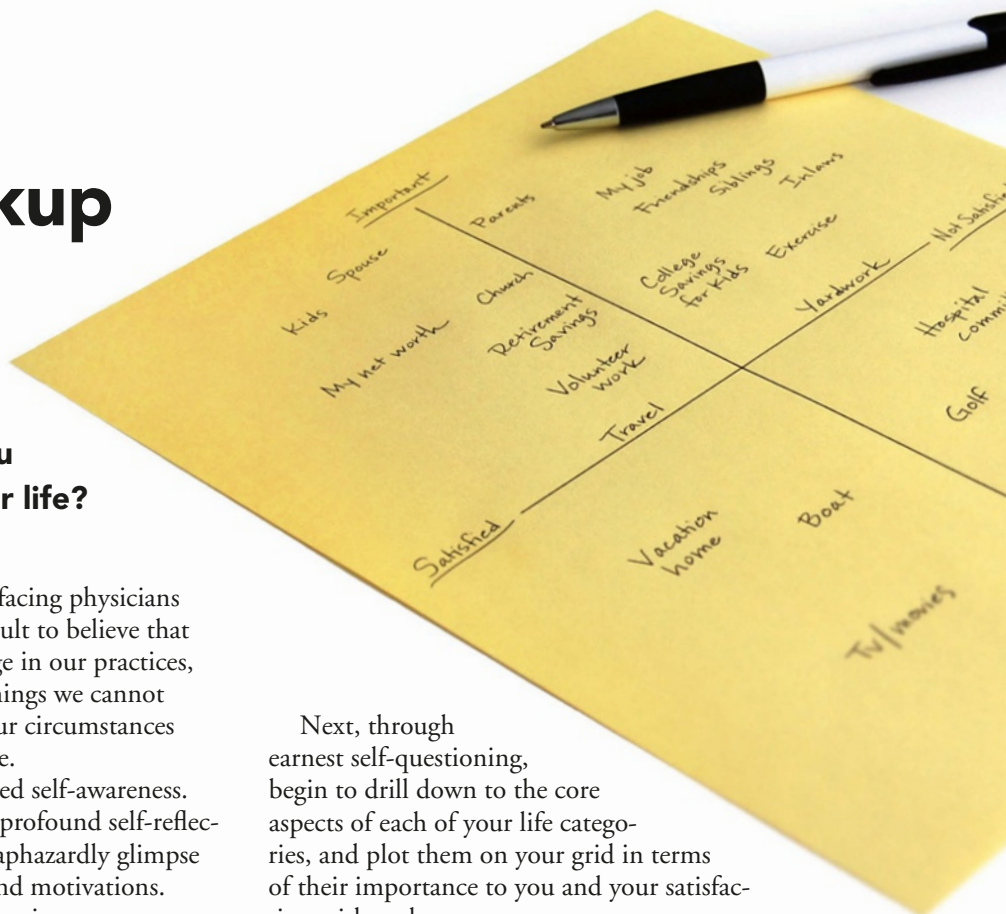 kup
u
r life?
facing physicians
ult to believe that
ge in our practices,
nings we cannot
ur circumstances
e.
ed self-awareness.
profound self-reflec-
aphazardly glimpse
nd motivations.
Next, through
earnest self-questioning,
begin to drill down to the core
aspects of each of your life catego-
ries, and plot them on your grid in terms
of their importance to you and your satisfac-
Important
Parents
My job
Friendships
Siblings
Inlaws
Spouse
Kids
Church
My net worth
Retirement
Savings
Volunteer
work
Travel
College
Savings
for Kids
Exercise
Yardwork
Not Satisfie
Hospital
commi
Golf
Satisfied
Vacation
home
Boat
TV/movies